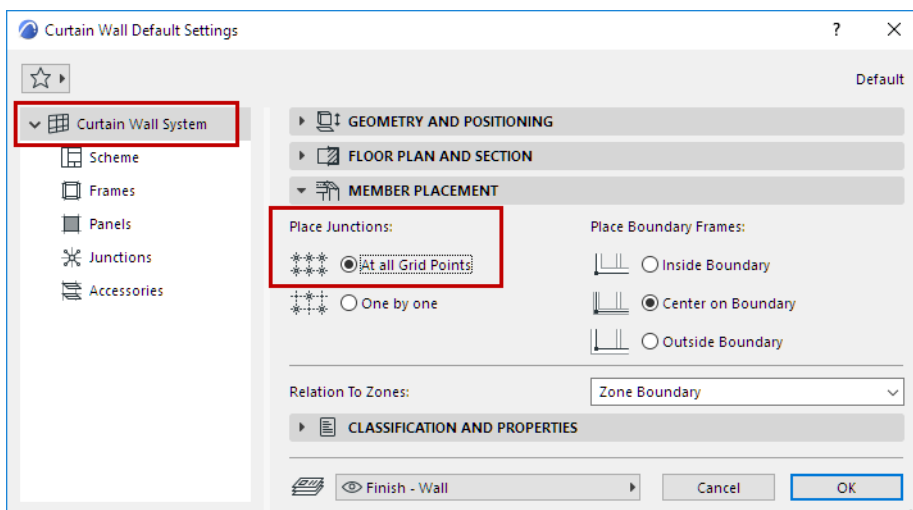 Curtain Wall Default Settings
Default
Curtain Wall System
Scheme
Frames
Panels
Junctions
Accessories
GEOMETRY AND POSITIONING
FLOOR PLAN AND SECTION
MEMBER PLACEMENT
Place Junctions:
At all Grid Points
One by one
Place Boundary Frames:
Inside Boundary
Center on Boundary
Outside Boundary
Relation To Zones:
Zone Boundary
CLASSIFICATION AND PROPERTIES
Finish - Wall
Cancel
OK